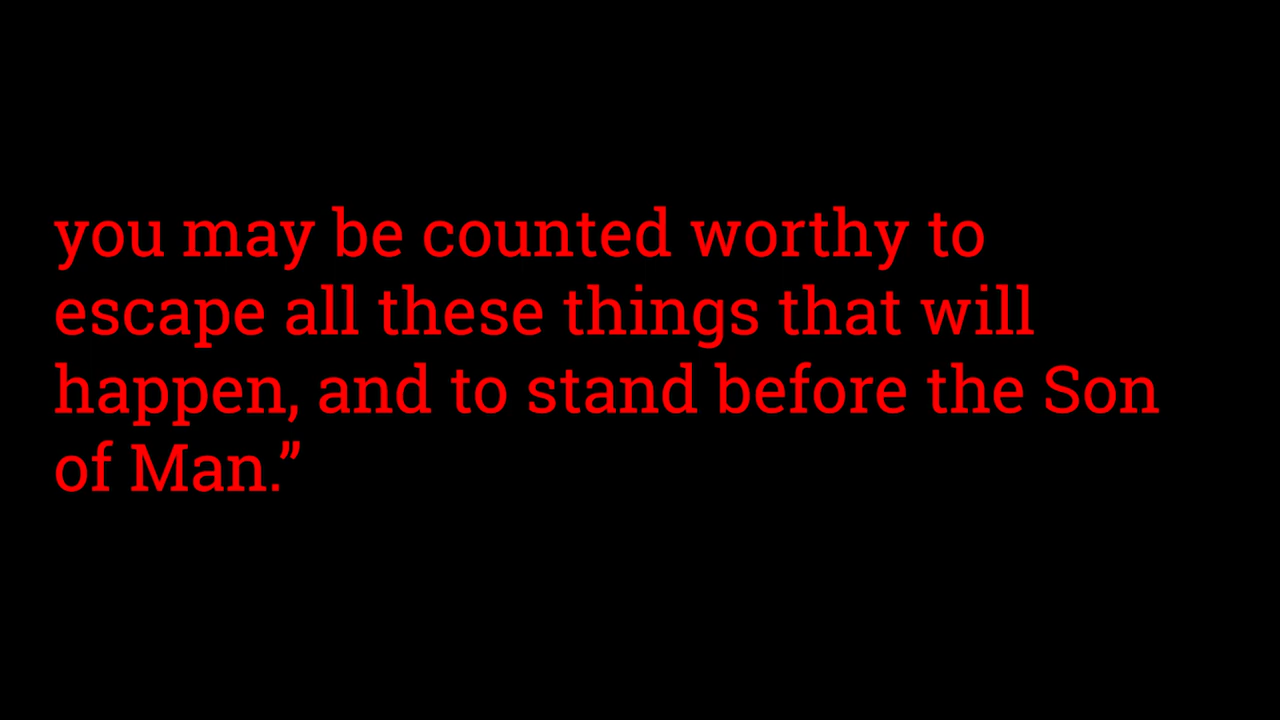 you may be counted worthy to
escape all these things that will
happen, and to stand before the Son
of Man.”